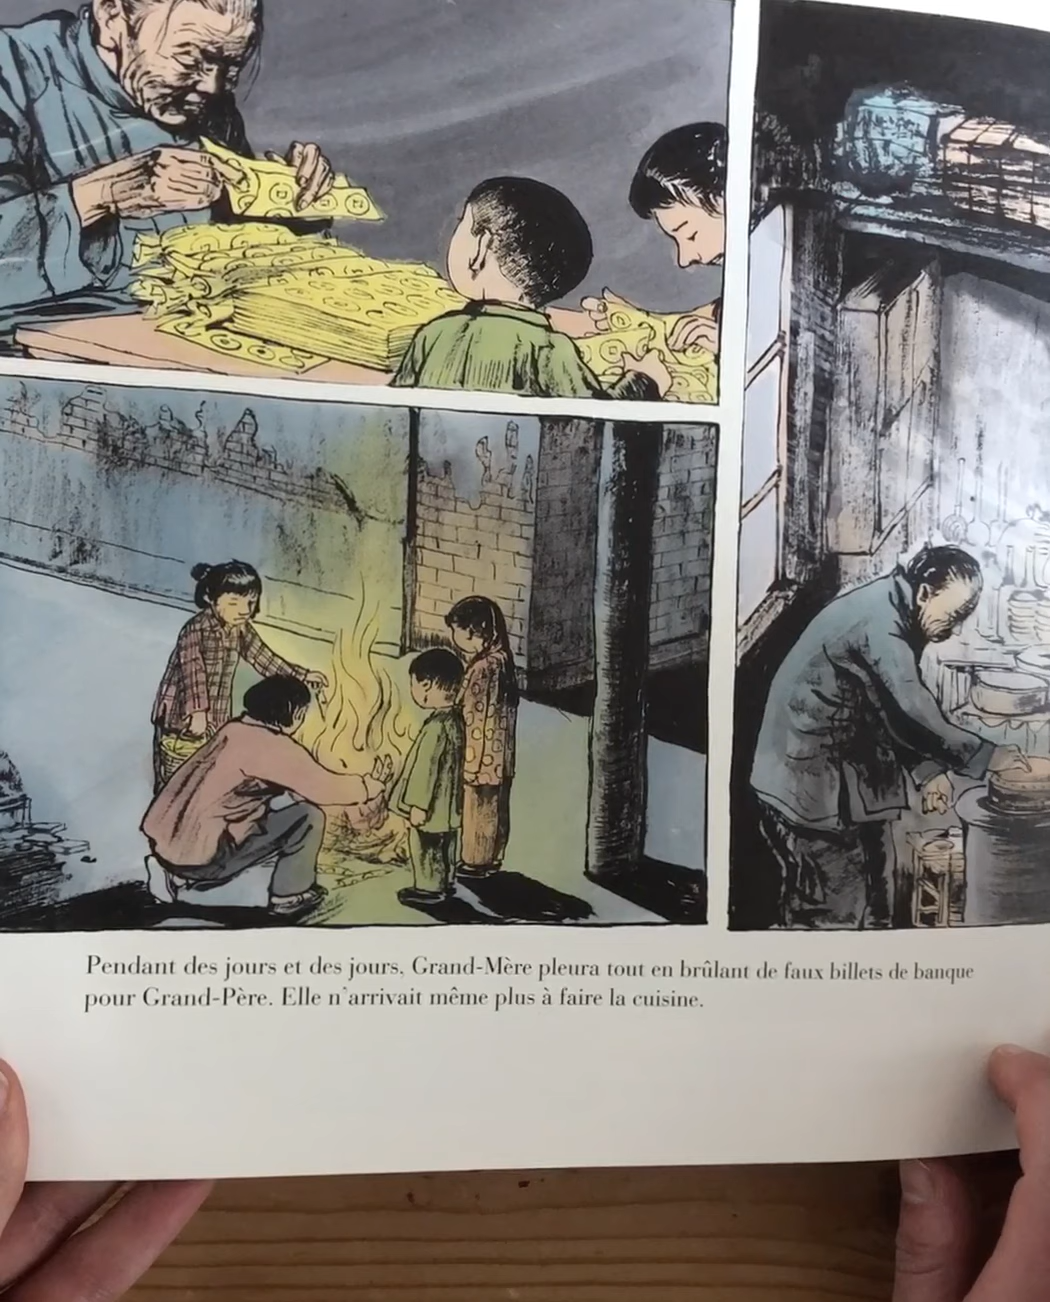 Pendant des jours et des jours, Grand-Mère pleura tout en brûlant de faux billets de banque
pour Grand-Père. Elle n'arrivait même plus à faire la cuisine.